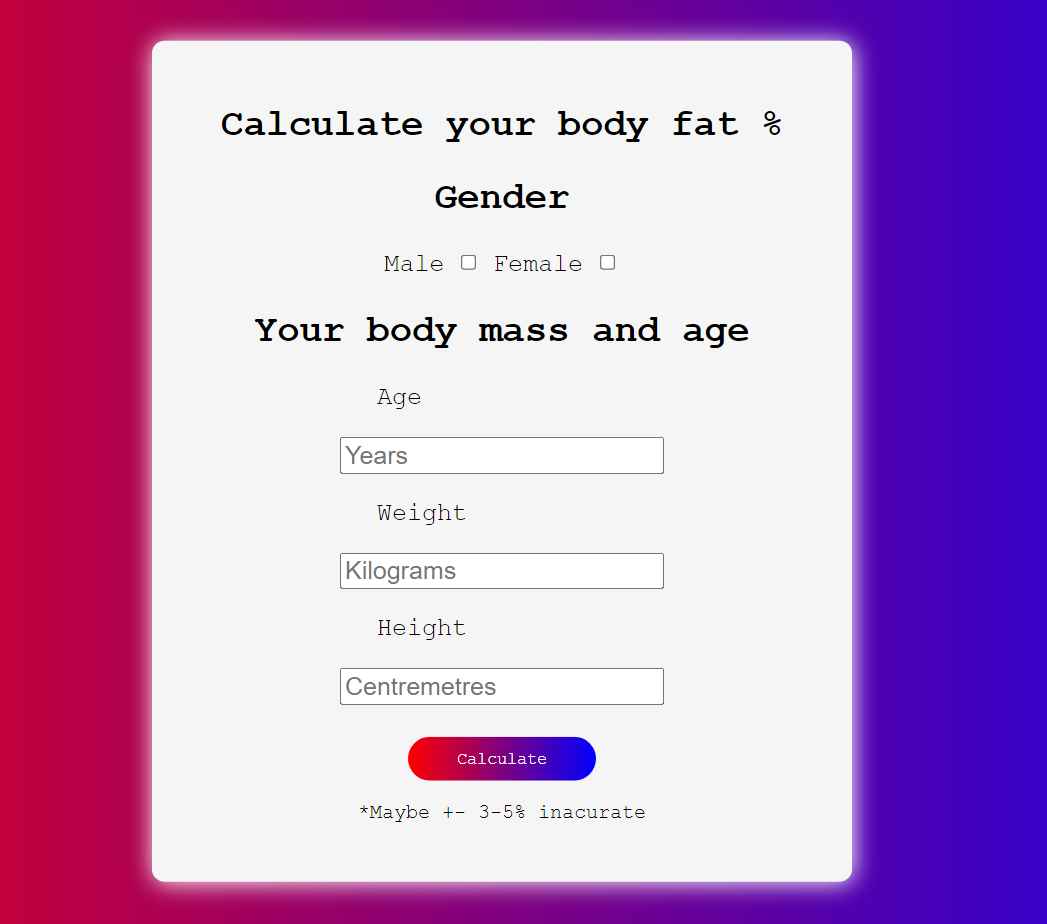 Calculate your body fat %
Gender
Male Female
Your body mass and age
Age
Years
Weight
Kilograms
Height
Centremetres
Calculate
*Maybe +- 3-5% inacurate